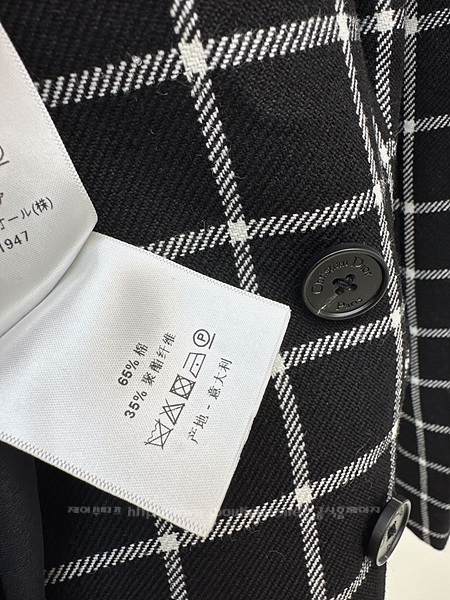 ア
オール(株)
1947
65% 棉
35% 聚酯纤维
P
产地 - 意大利
Christian Dior
Paris